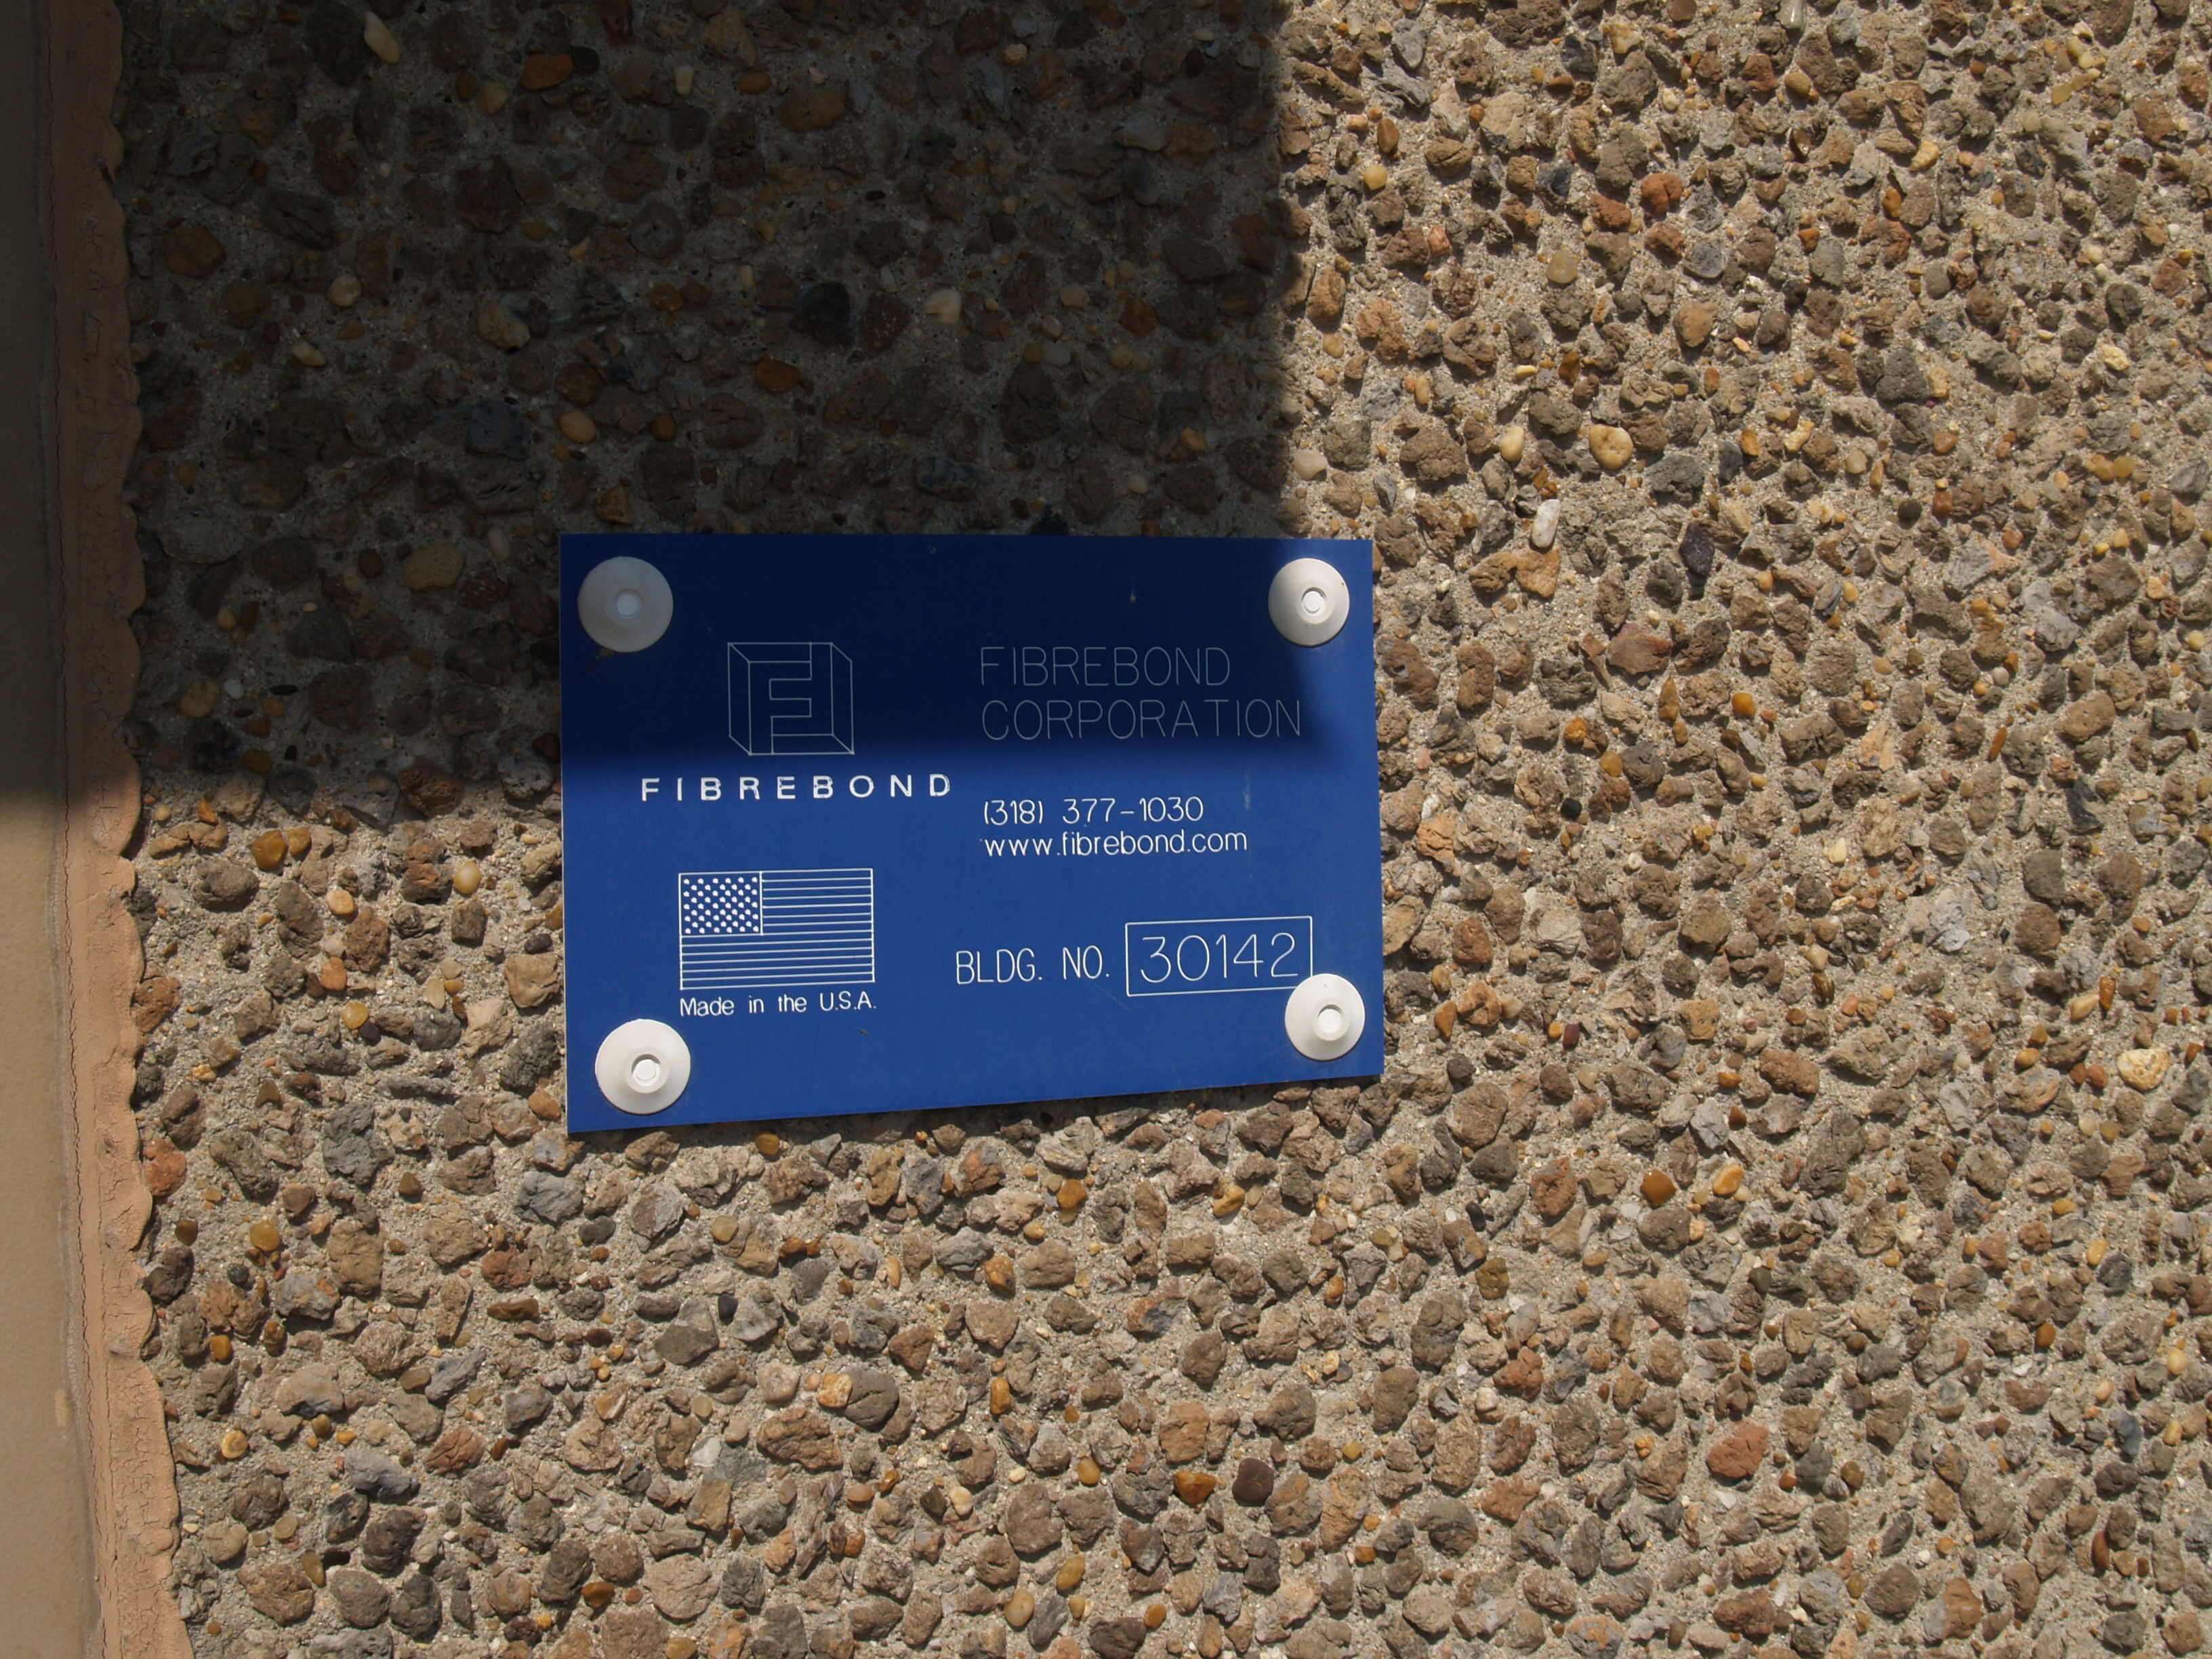 F
FIBREBOND
FIBREBOND
CORPORATION
(318) 377-1030
www.fibrebond.com
Made in the U.S.A.
BLDG. NO. 30142